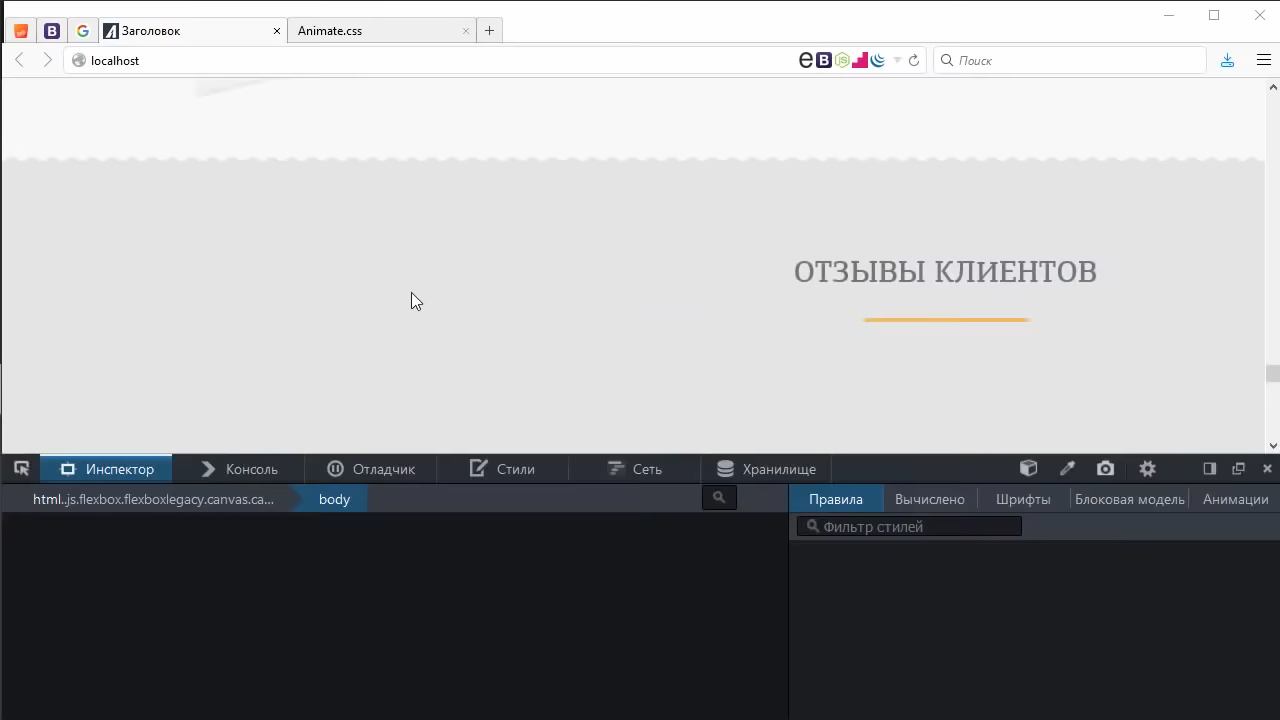 Заголовок
Animate.css
localhost
Поиск
ОТЗЫВЫ КЛИЕНТОВ
Инспектор
Консоль
Отладчик
Стили
Сеть
Хранилище
html..js.flexbox.flexboxlegacy.canvas.ca...
body
Правила
Вычислено
Шрифты
Блоковая модель
Анимации
Фильтр стилей